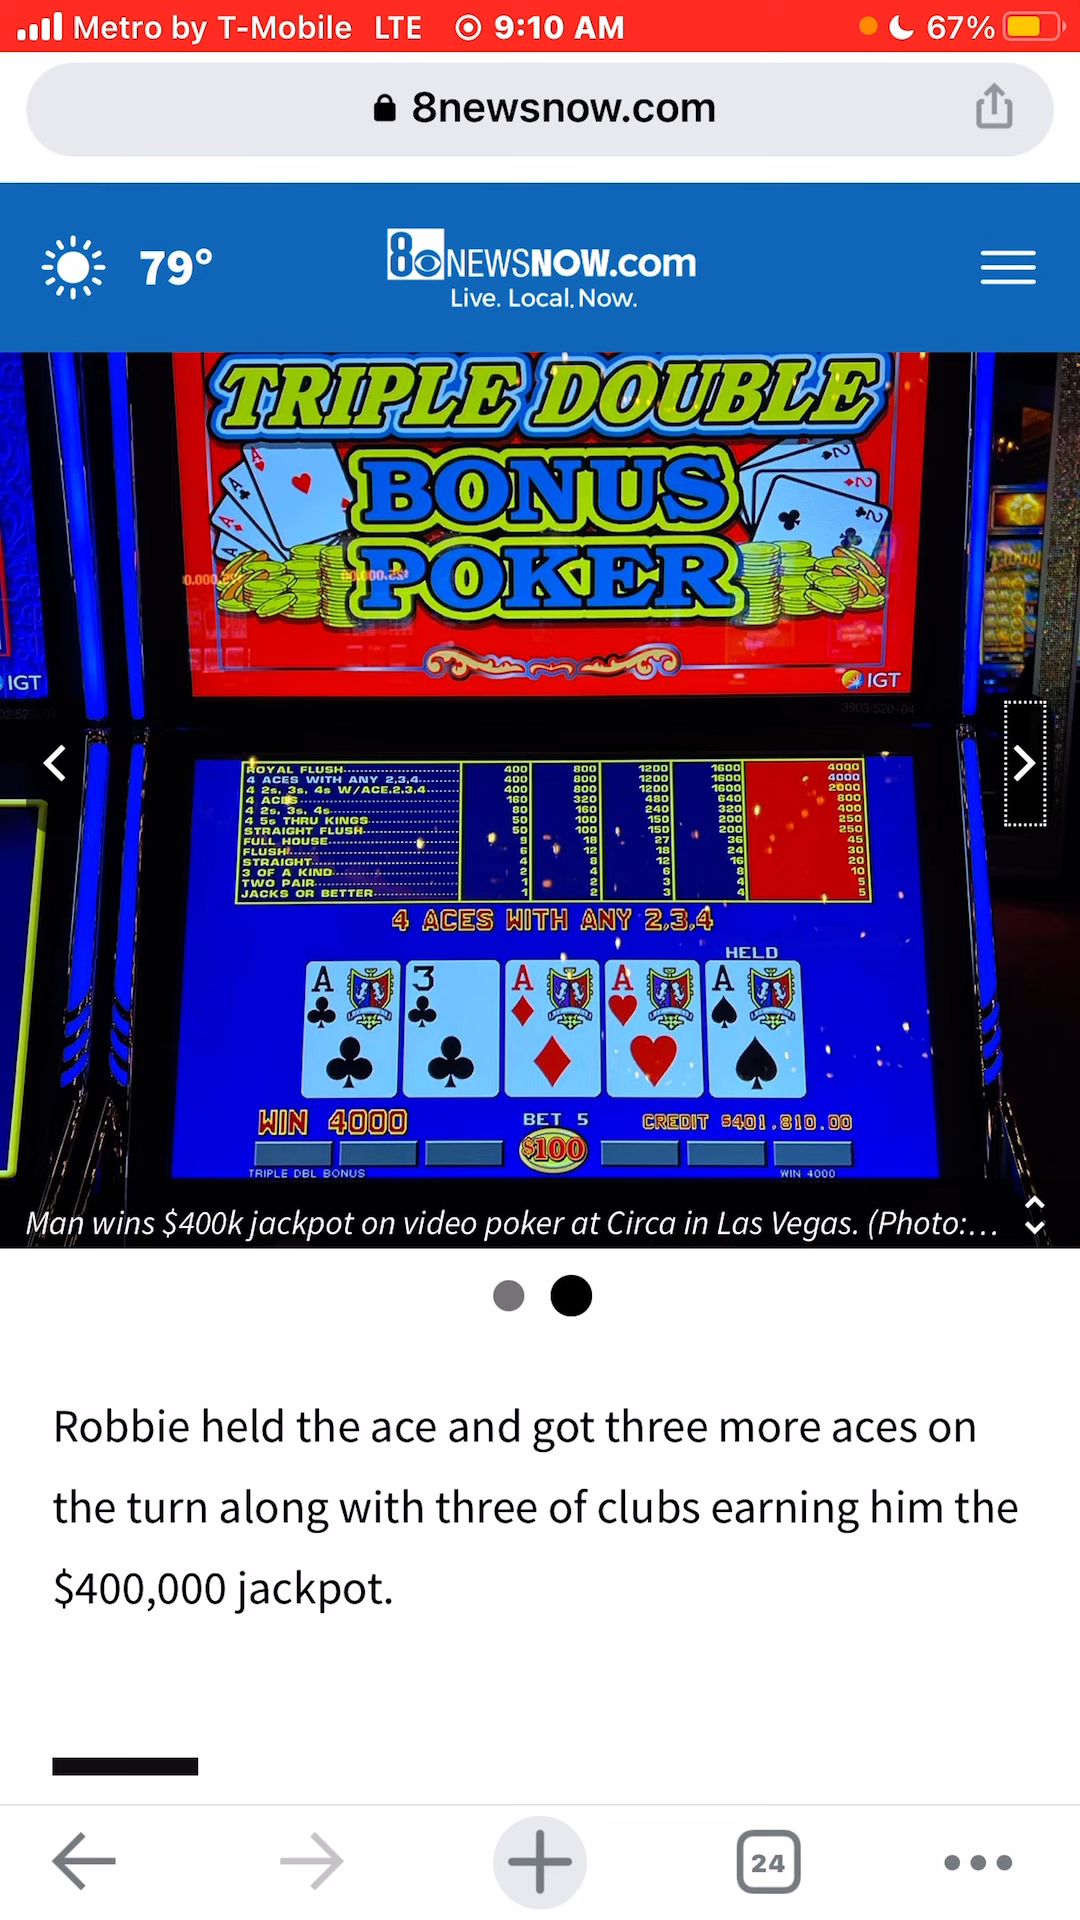 Metro by T-Mobile LTE 9:10 AM 67%
8newsnow.com
79°
8NEWSNOW.com
Live. Local. Now.
TRIPLE DOUBLE
BONUS
POKER
IGT
IGT
3903/520-04
ROYAL FLUSH 400 800 1200 1600 4000
4 ACES WITH ANY 2,3,4 400 800 1200 1600 4000
4 2s, 3s, 4s W/ACE,2,3,4 400 800 1200 1600 2000
4 ACES 160 320 480 640 800
4 2s, 3s, 4s 80 160 240 320 400
4 5s THRU KINGS 50 100 150 200 250
STRAIGHT FLUSH 50 100 150 200 250
FULL HOUSE 9 18 27 36 45
FLUSH 6 12 18 24 30
STRAIGHT 4 8 12 16 20
3 OF A KIND 2 4 6 8 10
TWO PAIR 1 2 3 4 5
JACKS OR BETTER 1 2 3 4 5
4 ACES WITH ANY 2,3,4
HELD
A 3 A A A
WIN 4000 BET 5 CREDIT $401,810.00
$100
TRIPLE DBL BONUS WIN 4000
Man wins $400k jackpot on video poker at Circa in Las Vegas. (Photo:...
Robbie held the ace and got three more aces on
the turn along with three of clubs earning him the
$400,000 jackpot.
24